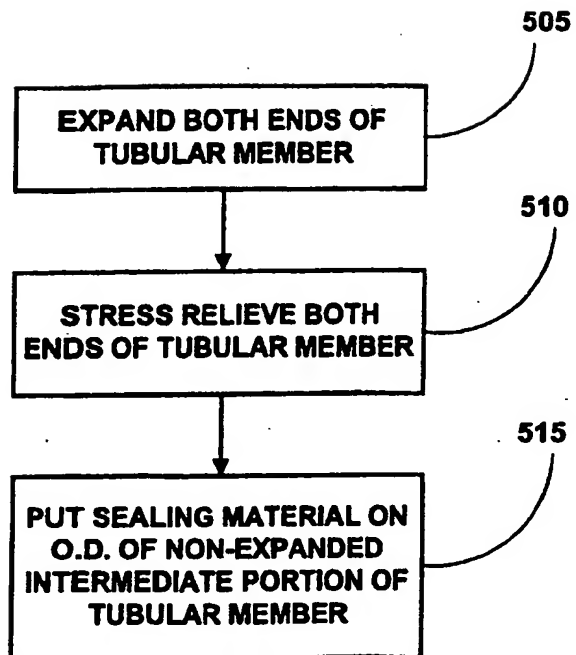 505
EXPAND BOTH ENDS OF
TUBULAR MEMBER
510
STRESS RELIEVE BOTH
ENDS OF TUBULAR MEMBER
515
PUT SEALING MATERIAL ON
O.D. OF NON-EXPANDED
INTERMEDIATE PORTION OF
TUBULAR MEMBER